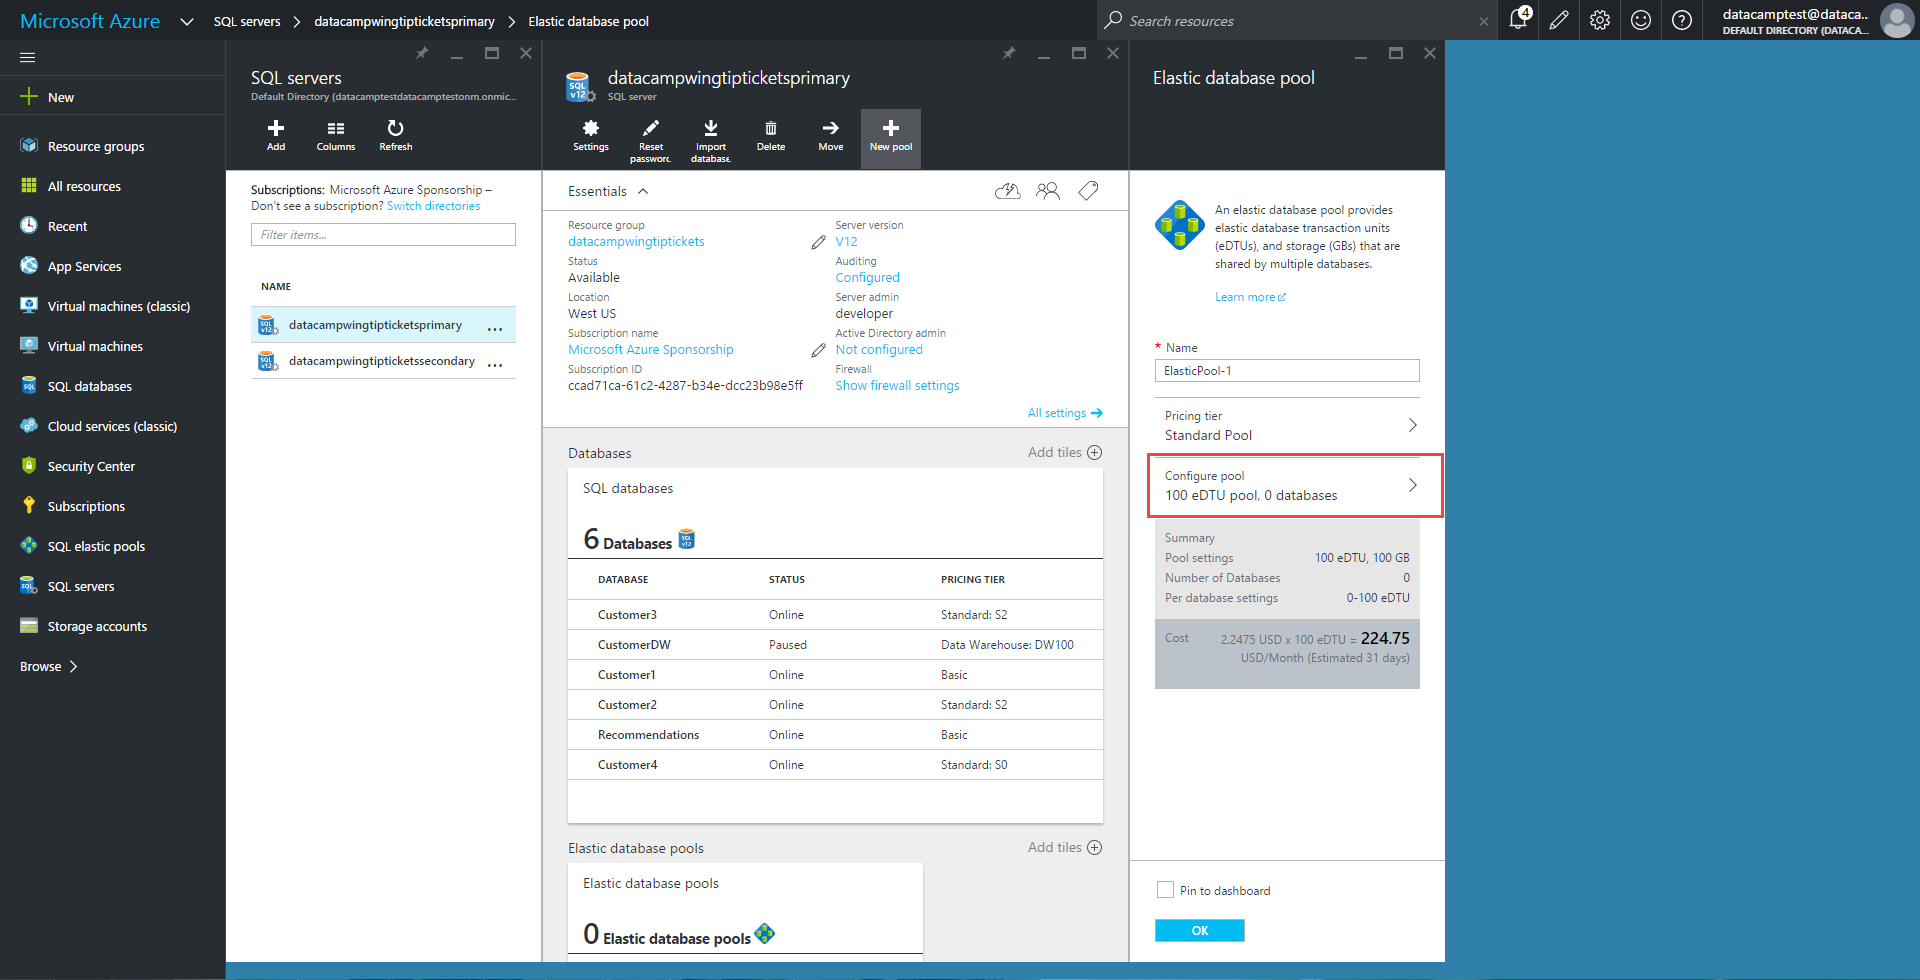 Microsoft Azure
SQL servers > datacampwingtipticketsprimary > Elastic database pool
Search resources
4
datacamptest@dataca...
DEFAULT DIRECTORY (DATACA...
New
Resource groups
All resources
Recent
App Services
Virtual machines (classic)
Virtual machines
SQL databases
Cloud services (classic)
Security Center
Subscriptions
SQL elastic pools
SQL servers
Storage accounts
Browse >
SQL servers
Default Directory (datacamptestdatacamptestonm.onmic...
Add
Columns
Refresh
Subscriptions: Microsoft Azure Sponsorship –
Don't see a subscription? Switch directories
Filter items...
NAME
datacampwingtipticketsprimary ...
datacampwingtipticketssecondary ...
datacampwingtipticketsprimary
SQL server
Settings
Reset passworc
Import database
Delete
Move
New pool
Essentials
Resource group
datacampwingtiptickets
Status
Available
Location
West US
Subscription name
Microsoft Azure Sponsorship
Subscription ID
ccad71ca-61c2-4287-b34e-dcc23b98e5ff
Server version
V12
Auditing
Configured
Server admin
developer
Active Directory admin
Not configured
Firewall
Show firewall settings
All settings
Databases
Add tiles
SQL databases
6 Databases
DATABASE STATUS PRICING TIER
Customer3 Online Standard: S2
CustomerDW Paused Data Warehouse: DW100
Customer1 Online Basic
Customer2 Online Standard: S2
Recommendations Online Basic
Customer4 Online Standard: S0
Elastic database pools
Add tiles
Elastic database pools
0 Elastic database pools
Elastic database pool
An elastic database pool provides
elastic database transaction units
(eDTUs), and storage (GBs) that are
shared by multiple databases.
Learn more
* Name
ElasticPool-1
Pricing tier
Standard Pool
Configure pool
100 eDTU pool, 0 databases
Summary
Pool settings 100 eDTU, 100 GB
Number of Databases 0
Per database settings 0-100 eDTU
Cost 2.2475 USD x 100 eDTU = 224.75
USD/Month (Estimated 31 days)
Pin to dashboard
OK